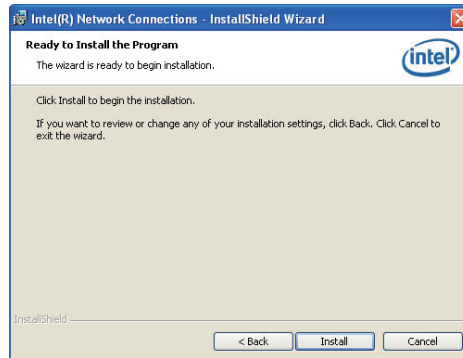 Intel(R) Network Connections - InstallShield Wizard
Ready to Install the Program
The wizard is ready to begin installation.
intel
Click Install to begin the installation.
If you want to review or change any of your installation settings, click Back. Click Cancel to
exit the wizard.
InstallShield
< Back Install Cancel